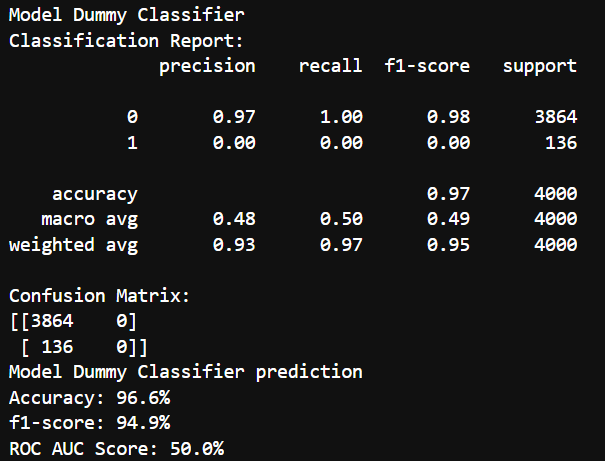 Model Dummy Classifier
Classification Report:
              precision    recall  f1-score   support

           0       0.97      1.00      0.98      3864
           1       0.00      0.00      0.00       136

    accuracy                           0.97      4000
   macro avg       0.48      0.50      0.49      4000
weighted avg       0.93      0.97      0.95      4000

Confusion Matrix:
[[3864    0]
 [ 136    0]]
Model Dummy Classifier prediction
Accuracy: 96.6%
f1-score: 94.9%
ROC AUC Score: 50.0%